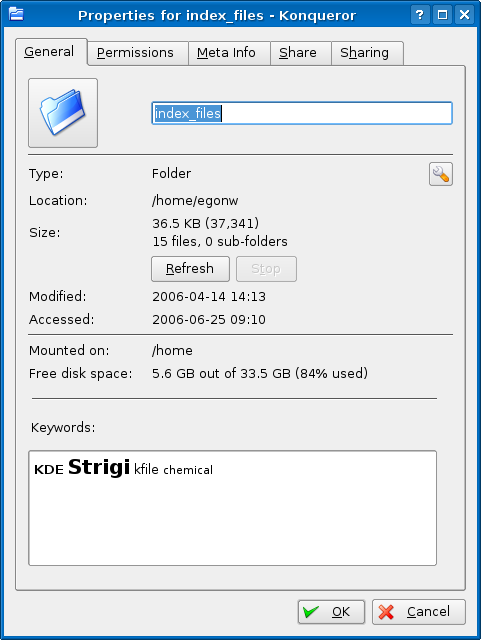 Properties for index_files - Konqueror
General Permissions Meta Info Share Sharing
index_files
Type: Folder
Location: /home/egonw
Size: 36.5 KB (37,341)
15 files, 0 sub-folders
Refresh Stop
Modified: 2006-04-14 14:13
Accessed: 2006-06-25 09:10
Mounted on: /home
Free disk space: 5.6 GB out of 33.5 GB (84% used)
Keywords:
KDE Strigi kfile chemical
OK Cancel